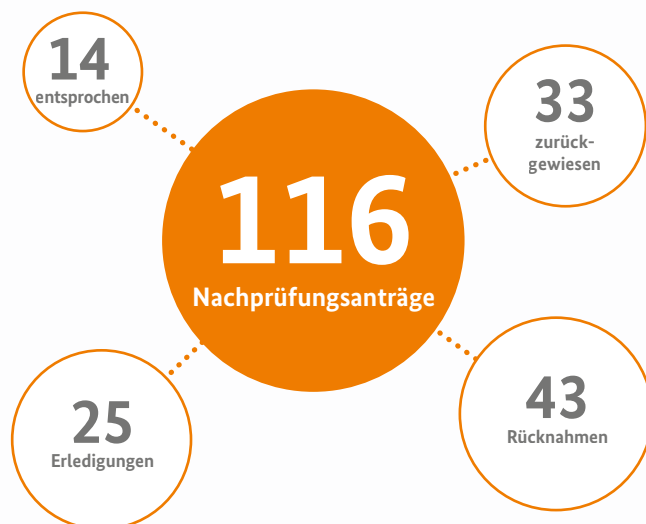 14
entsprochen
33
zurück-
gewiesen
116
Nachprüfungsanträge
25
Erledigungen
43
Rücknahmen